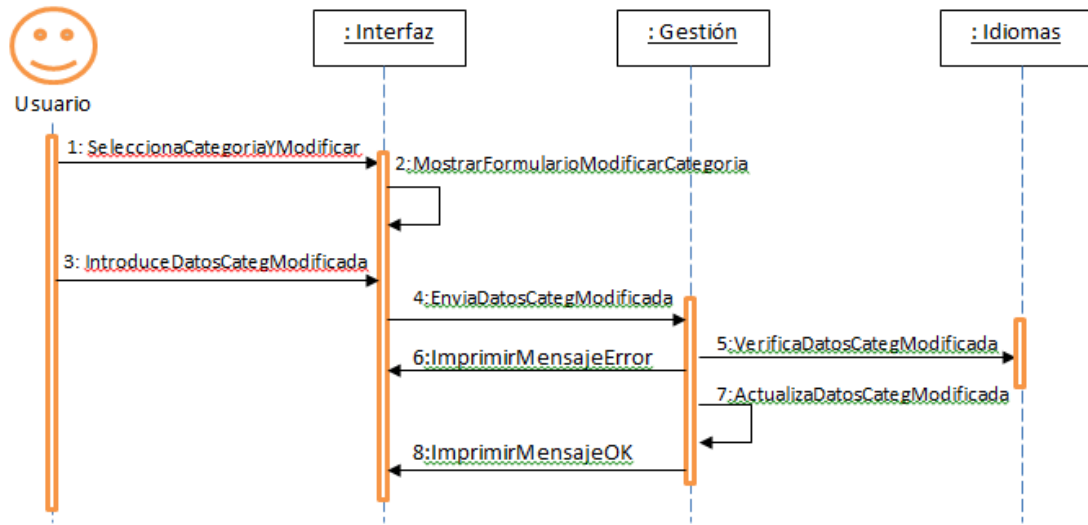 : Interfaz
: Gestión
: Idiomas
Usuario
1: SeleccionaCategoriaYModificar
2:MostrarFormularioModificarCategoria
3: IntroduceDatosCategModificada
4:EnviaDatosCategModificada
5:VerificaDatosCategModificada
6:ImprimirMensajeError
7:ActualizaDatosCategModificada
8:ImprimirMensajeOK